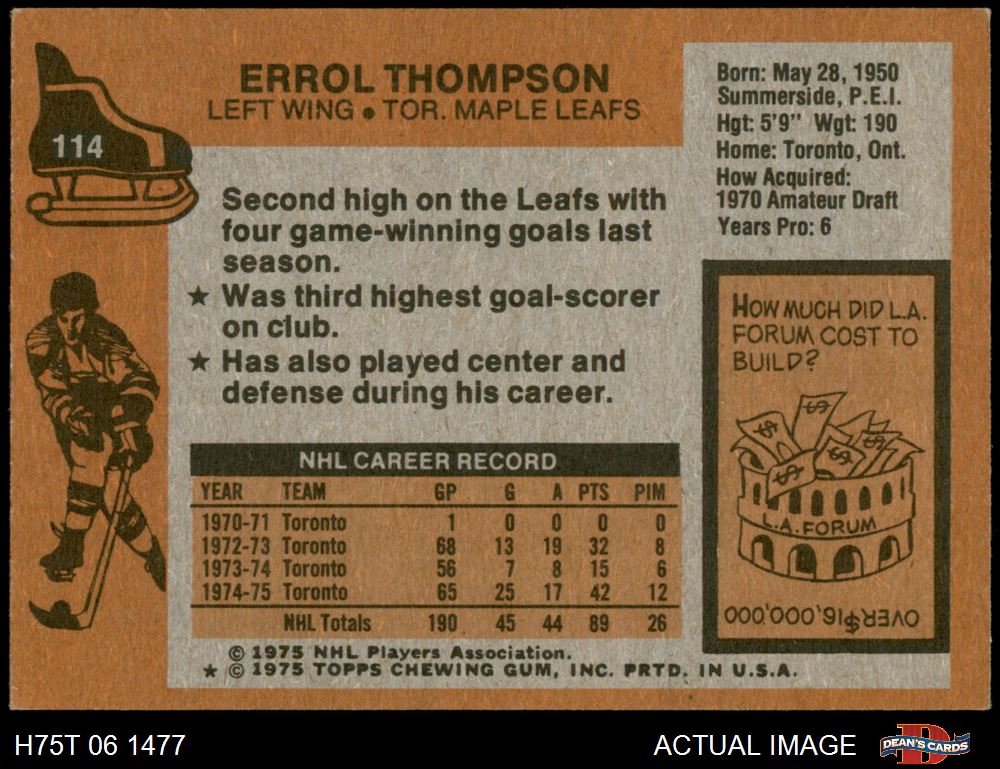 ERROL THOMPSON
LEFT WING • TOR. MAPLE LEAFS
114
Born: May 28, 1950
Summerside, P.E.I.
Hgt: 5'9" Wgt: 190
Home: Toronto, Ont.
How Acquired:
1970 Amateur Draft
Years Pro: 6
Second high on the Leafs with
four game-winning goals last
season.
★ Was third highest goal-scorer
on club.
★ Has also played center and
defense during his career.
HOW MUCH DID L.A.
FORUM COST TO
BUILD?
$ $ $ $ $
L.A. FORUM
OVER $16,000,000
NHL CAREER RECORD
YEAR TEAM GP G A PTS PIM
1970-71 Toronto 1 0 0 0 0
1972-73 Toronto 68 13 19 32 8
1973-74 Toronto 56 7 8 15 6
1974-75 Toronto 65 25 17 42 12
NHL Totals 190 45 44 89 26
© 1975 NHL Players Association.
★ © 1975 TOPPS CHEWING GUM, INC. PRTD. IN U.S.A.
H75T 06 1477
ACTUAL IMAGE
D
DEAN'S CARDS